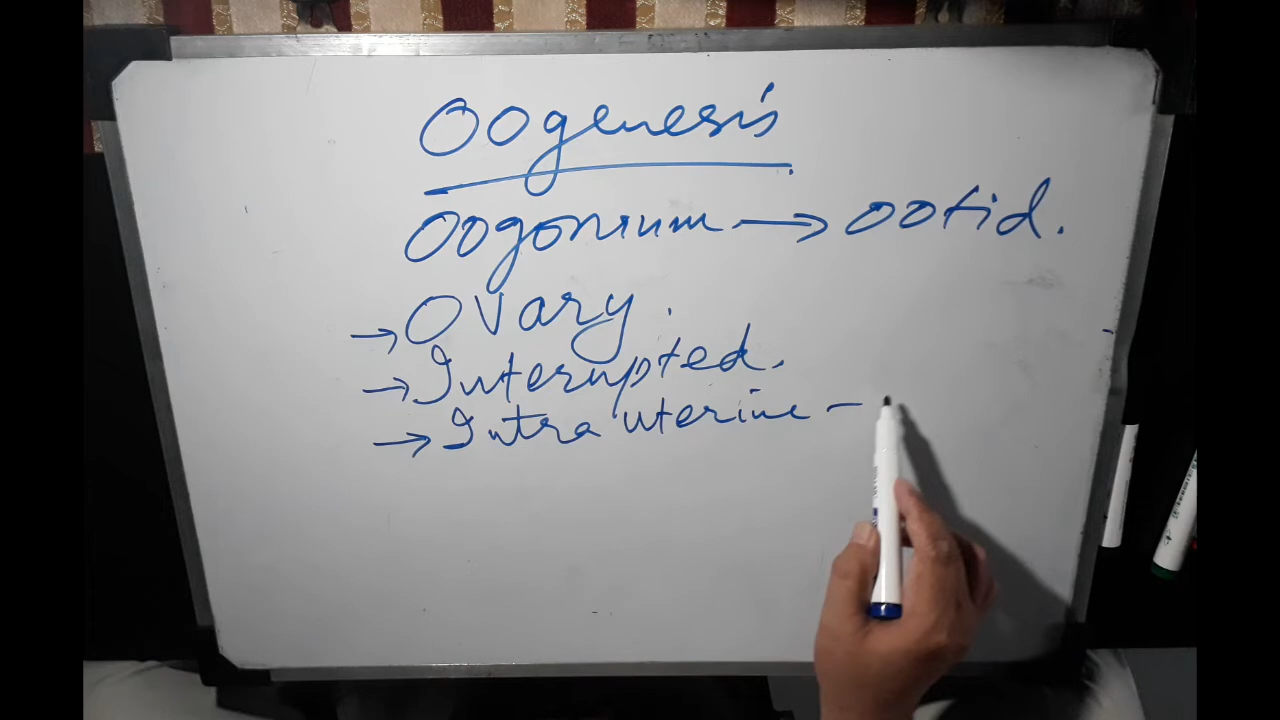 Oogenesis
Oogonium → ootid.
→ Ovary.
→ Interupted.
→ Intra uterine –